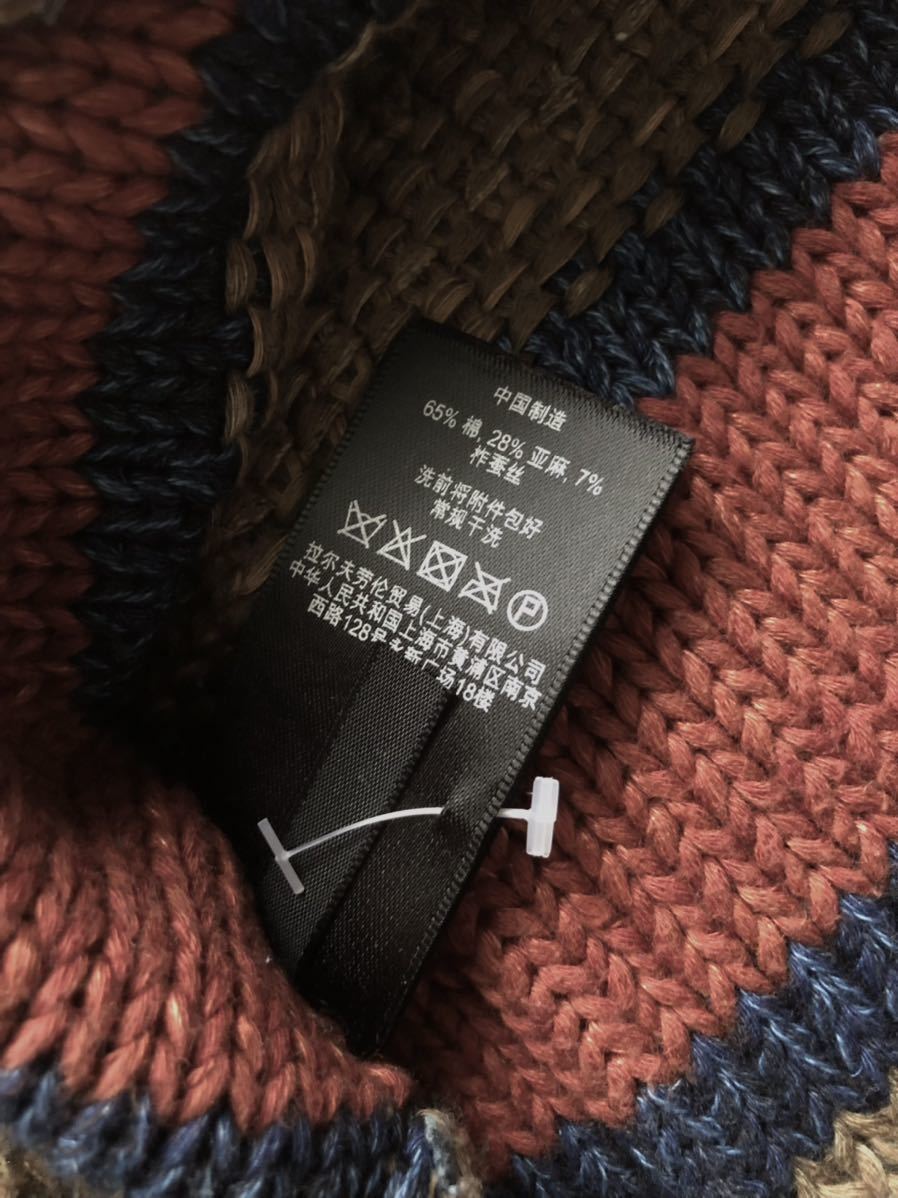 中国制造
65% 棉, 28% 亚麻, 7%
柞蚕丝
洗前将附件包好
常规干洗
P
拉尔夫劳伦贸易(上海)有限公司
中华人民共和国上海市黄浦区南京
西路128号永新广
场18楼